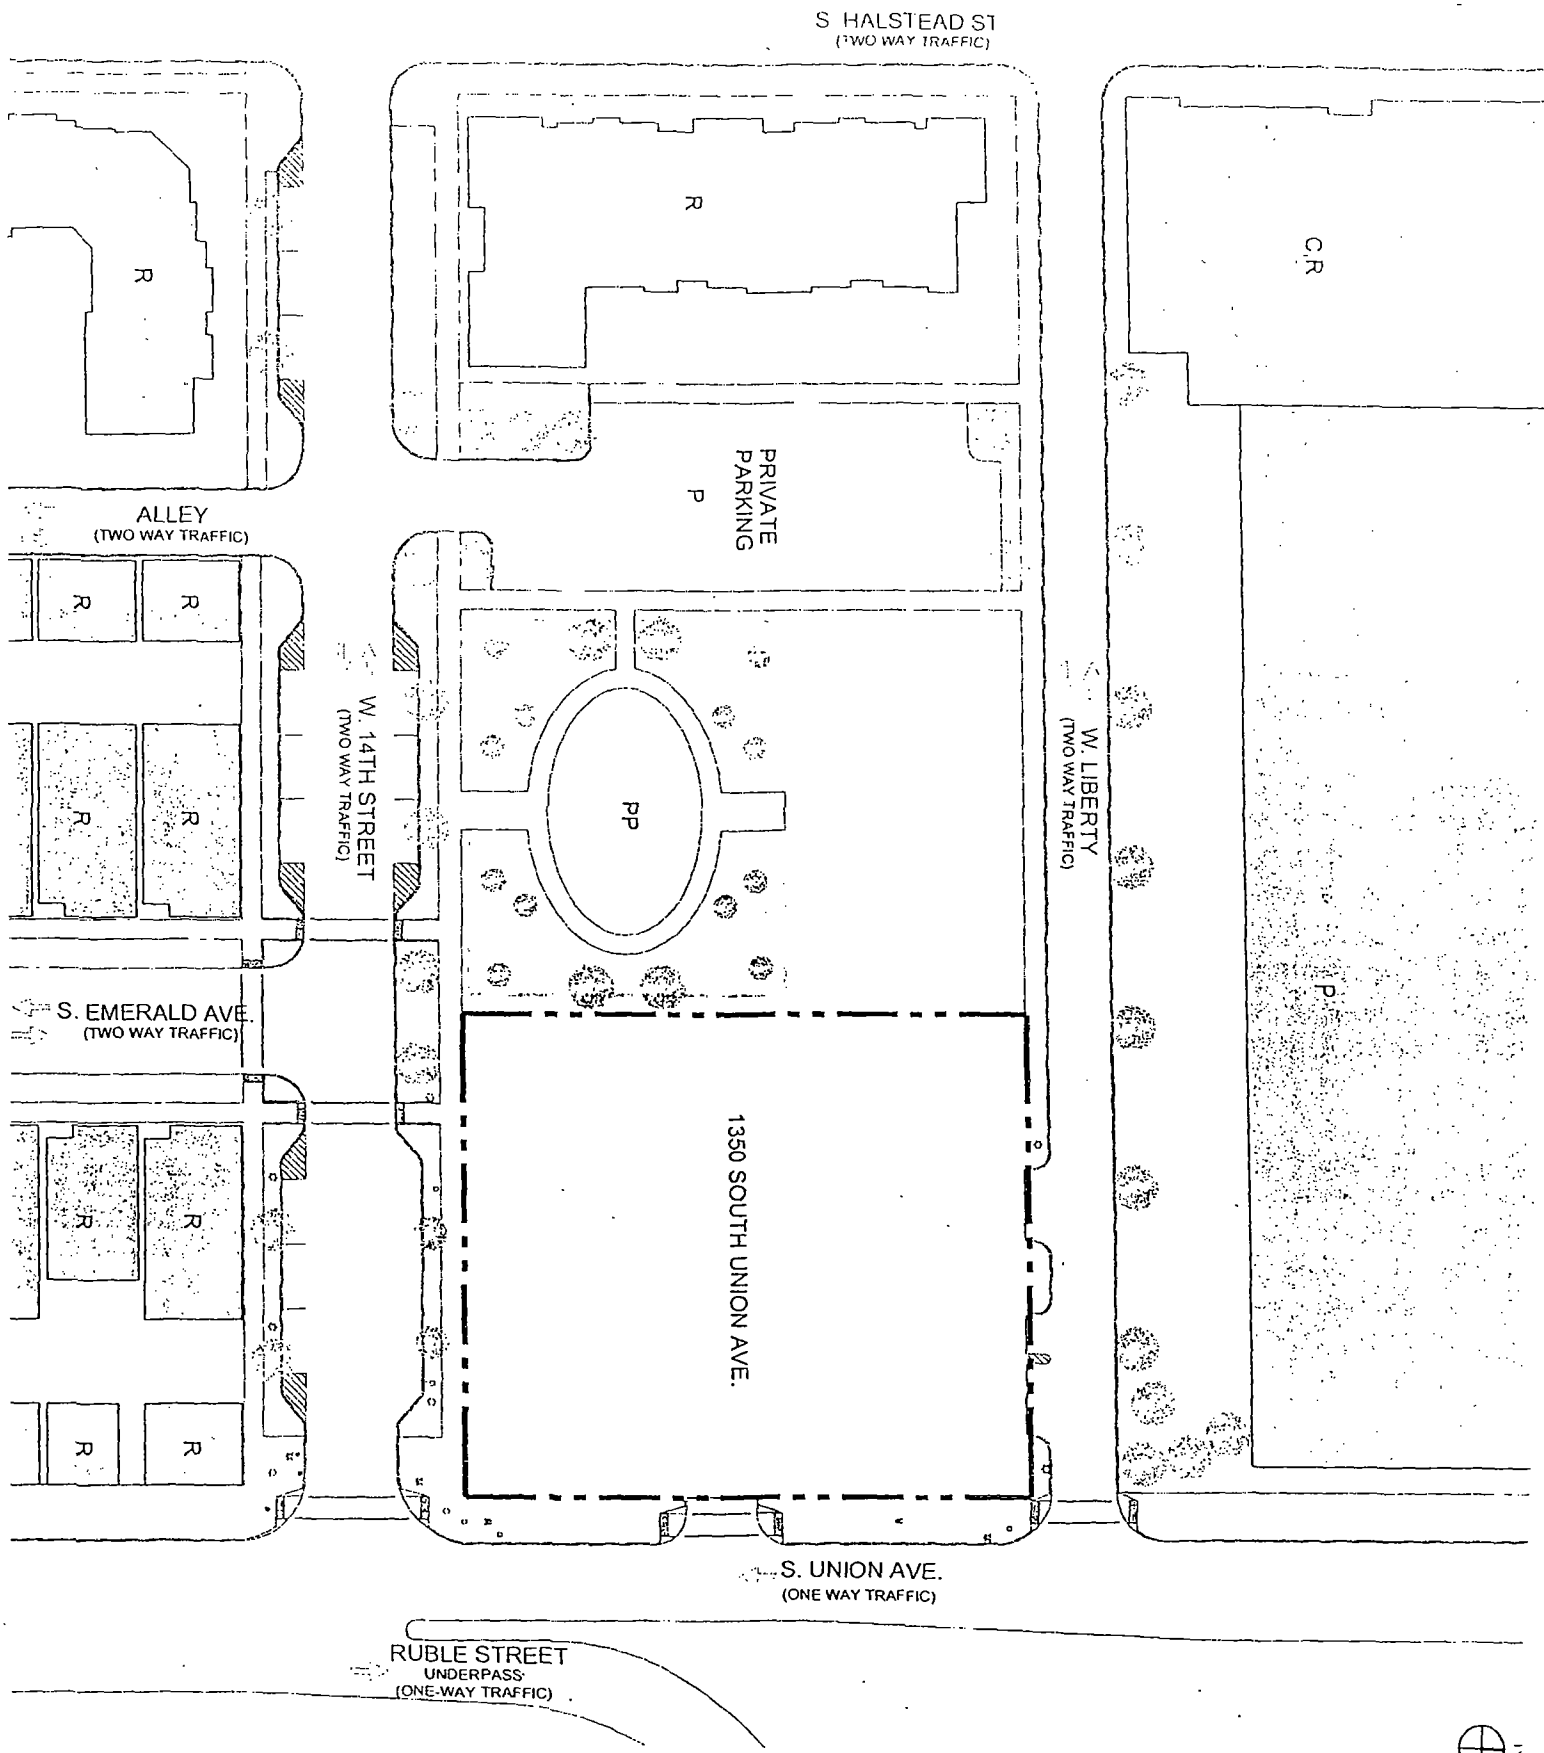 S. HALSTEAD ST
(TWO WAY TRAFFIC)
R
C,R
R
PRIVATE
PARKING
P
ALLEY
(TWO WAY TRAFFIC)
R
R
W. 14TH STREET
(TWO WAY TRAFFIC)
W. LIBERTY
(TWO WAY TRAFFIC)
PP
R
R
P
S. EMERALD AVE.
(TWO WAY TRAFFIC)
1350 SOUTH UNION AVE.
R
R
R
R
S. UNION AVE.
(ONE WAY TRAFFIC)
RUBLE STREET
UNDERPASS
(ONE-WAY TRAFFIC)